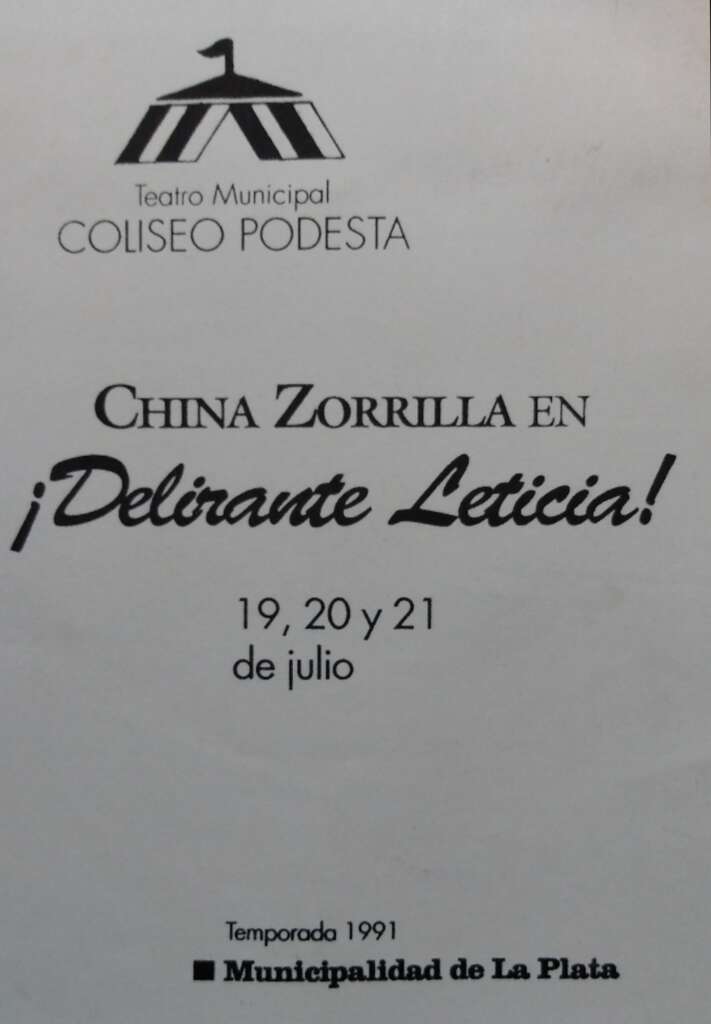 Teatro Municipal
COLISEO PODESTA
CHINA ZORRILLA EN
¡Delirante Leticia!
19, 20 y 21
de julio
Temporada 1991
Municipalidad de La Plata